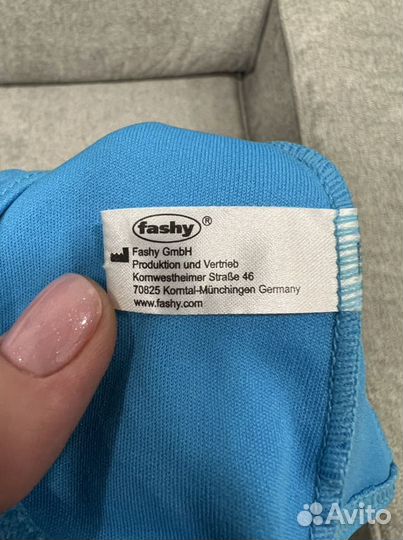 fashy®
Fashy GmbH
Produktion und Vertrieb
Kornwestheimer Straße 46
70825 Korntal-Münchingen Germany
www.fashy.com
Avito